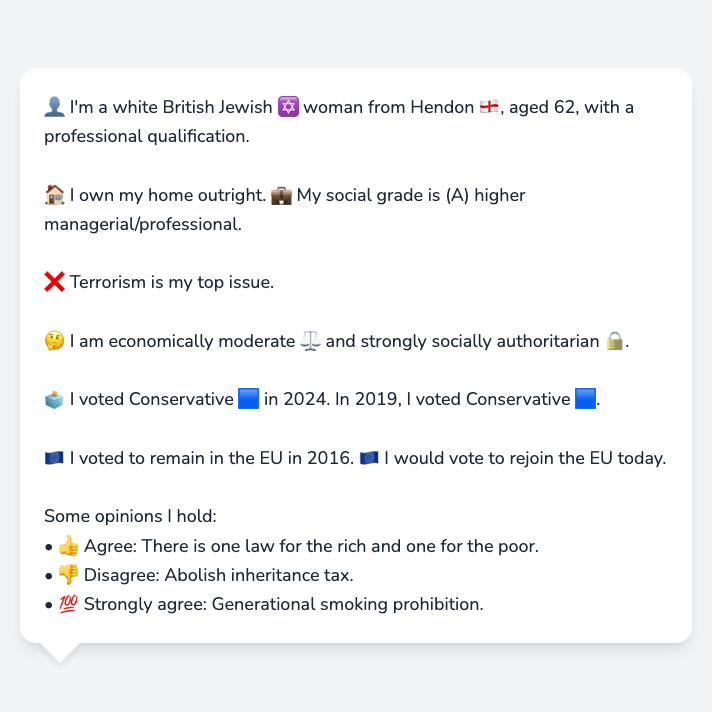 👤 I'm a white British Jewish ✡️ woman from Hendon 🏴󠁧󠁢󠁥󠁮󠁧󠁿, aged 62, with a
professional qualification.
🏠 I own my home outright. 💼 My social grade is (A) higher
managerial/professional.
❌ Terrorism is my top issue.
🤔 I am economically moderate ⚖️ and strongly socially authoritarian 🔒.
🗳️ I voted Conservative 🟦 in 2024. In 2019, I voted Conservative 🟦.
🇪🇺 I voted to remain in the EU in 2016. 🇪🇺 I would vote to rejoin the EU today.
Some opinions I hold:
• 👍 Agree: There is one law for the rich and one for the poor.
• 👎 Disagree: Abolish inheritance tax.
• 💯 Strongly agree: Generational smoking prohibition.